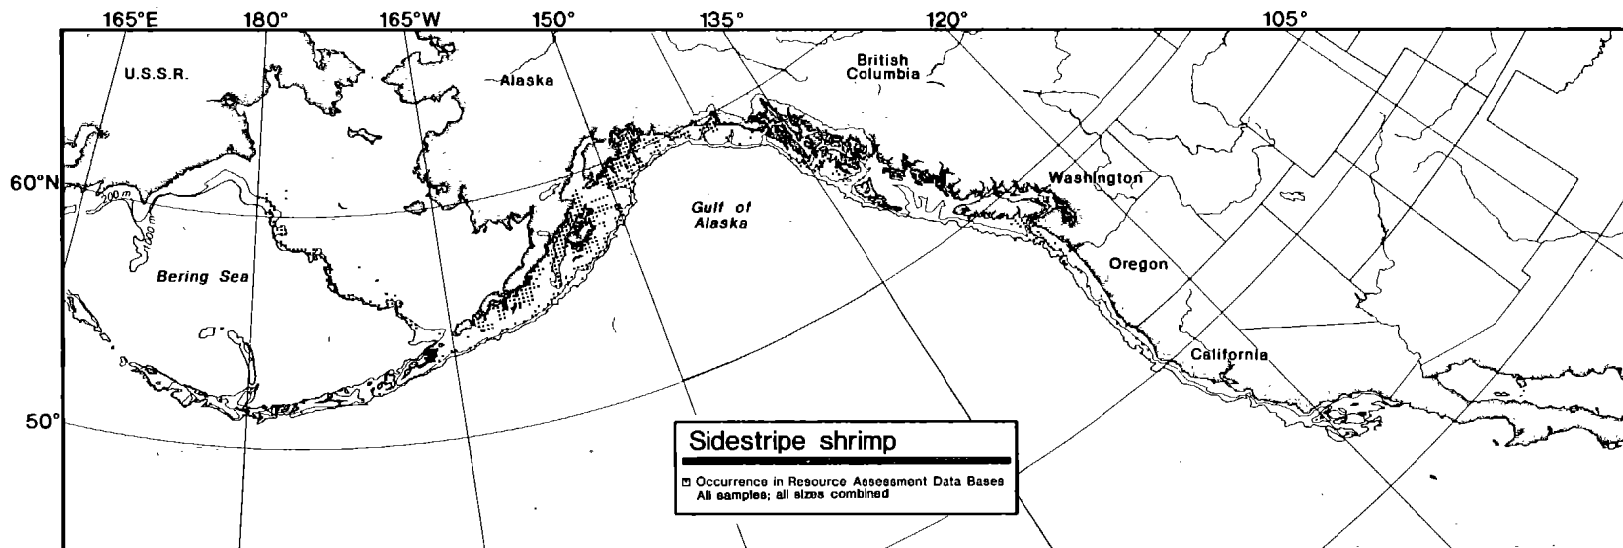 165°E 180° 165°W 150° 135° 120° 105°
U.S.S.R.
Alaska
British
Columbia
60°N
200 m
1000 m
Washington
Gulf of
Alaska
Bering Sea
Oregon
California
50°
Sidestripe shrimp
Occurrence in Resource Assessment Data Bases
All samples; all sizes combined